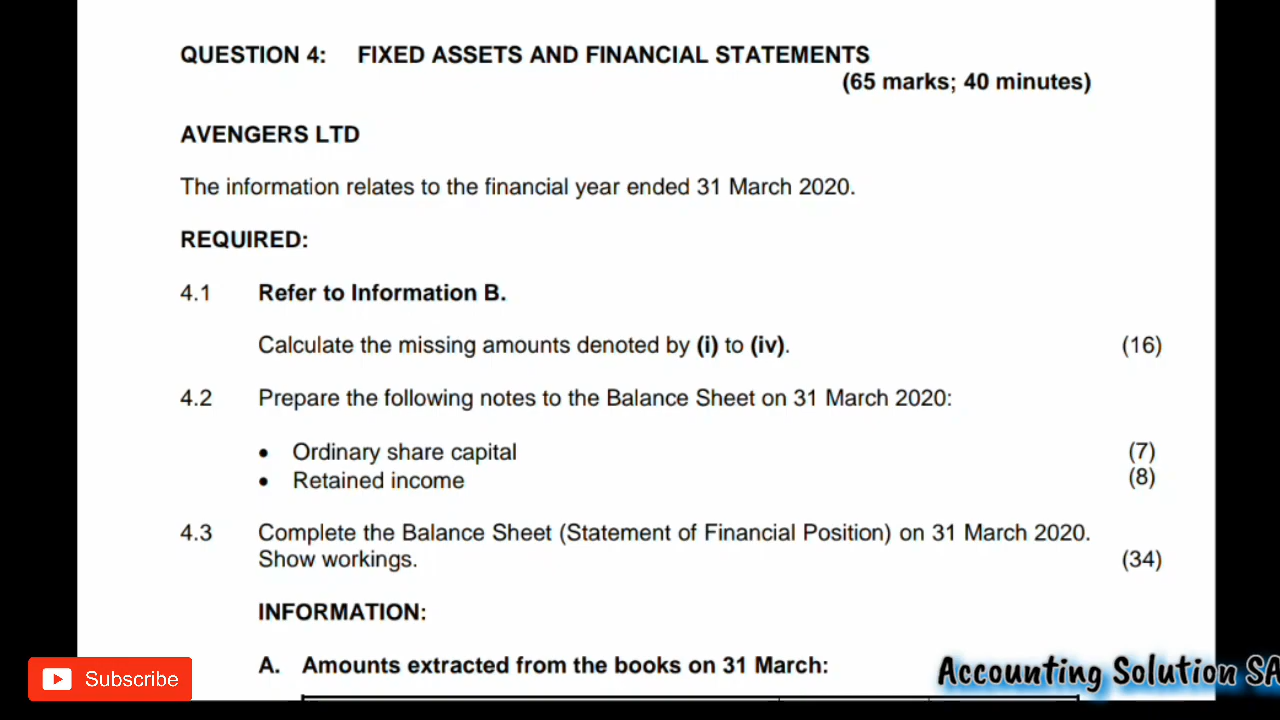 QUESTION 4: FIXED ASSETS AND FINANCIAL STATEMENTS
(65 marks; 40 minutes)
AVENGERS LTD
The information relates to the financial year ended 31 March 2020.
REQUIRED:
4.1 Refer to Information B.
Calculate the missing amounts denoted by (i) to (iv). (16)
4.2 Prepare the following notes to the Balance Sheet on 31 March 2020:
• Ordinary share capital (7)
• Retained income (8)
4.3 Complete the Balance Sheet (Statement of Financial Position) on 31 March 2020.
Show workings. (34)
INFORMATION:
A. Amounts extracted from the books on 31 March:
Subscribe
Accounting Solution SA